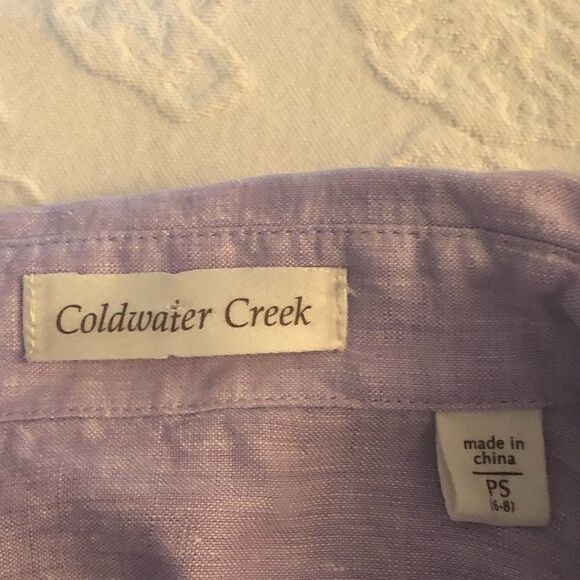 Coldwater Creek
made in
china
PS
(6-8)